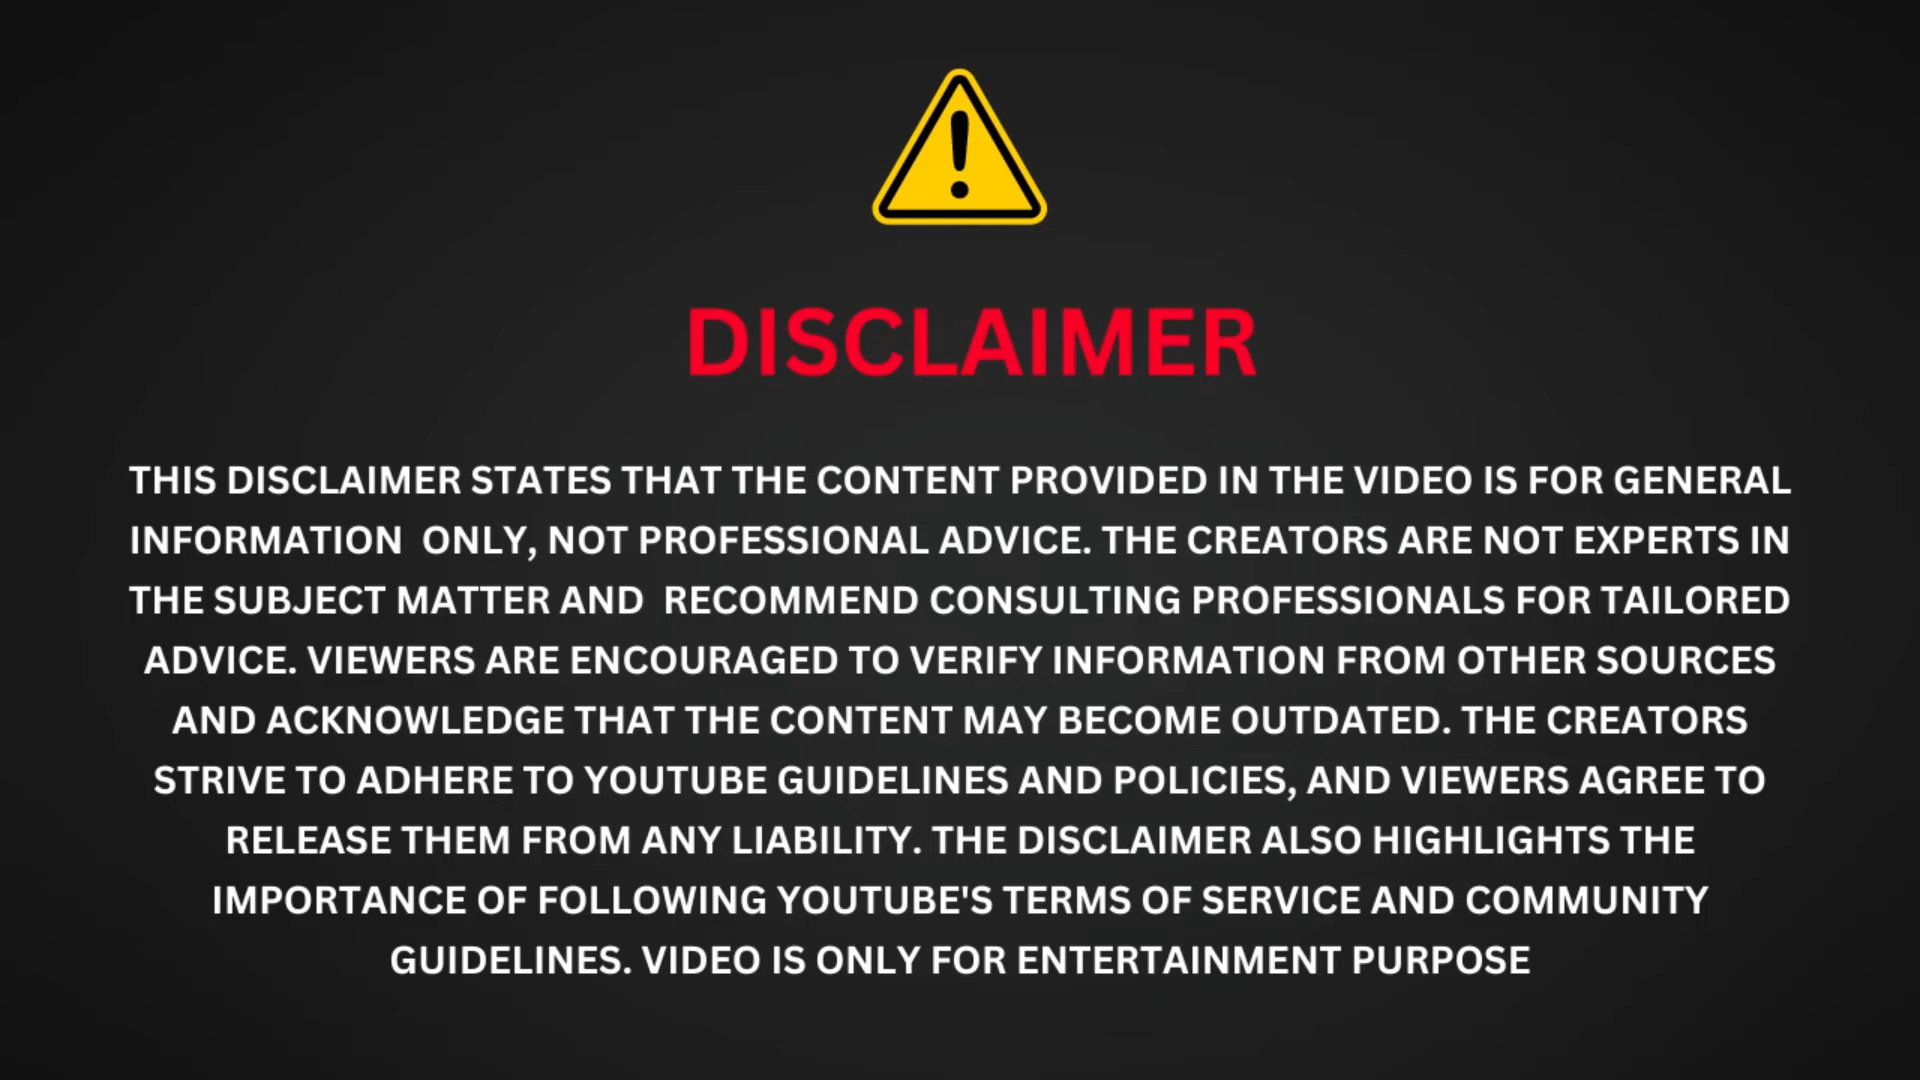 DISCLAIMER
THIS DISCLAIMER STATES THAT THE CONTENT PROVIDED IN THE VIDEO IS FOR GENERAL
INFORMATION  ONLY, NOT PROFESSIONAL ADVICE. THE CREATORS ARE NOT EXPERTS IN
THE SUBJECT MATTER AND  RECOMMEND CONSULTING PROFESSIONALS FOR TAILORED
ADVICE. VIEWERS ARE ENCOURAGED TO VERIFY INFORMATION FROM OTHER SOURCES
AND ACKNOWLEDGE THAT THE CONTENT MAY BECOME OUTDATED. THE CREATORS
STRIVE TO ADHERE TO YOUTUBE GUIDELINES AND POLICIES, AND VIEWERS AGREE TO
RELEASE THEM FROM ANY LIABILITY. THE DISCLAIMER ALSO HIGHLIGHTS THE
IMPORTANCE OF FOLLOWING YOUTUBE'S TERMS OF SERVICE AND COMMUNITY
GUIDELINES. VIDEO IS ONLY FOR ENTERTAINMENT PURPOSE